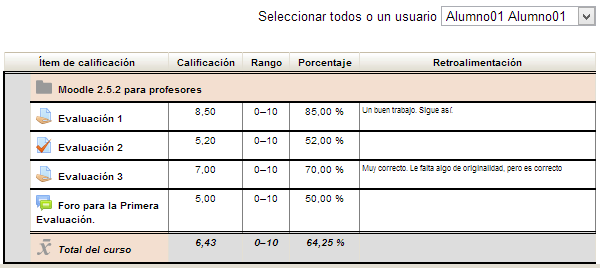 Seleccionar todos o un usuario Alumno01 Alumno01
Ítem de calificación Calificación Rango Porcentaje Retroalimentación
Moodle 2.5.2 para profesores
Evaluación 1 8,50 0–10 85,00 % Un buén trabajo. Sigue así.
Evaluación 2 5,20 0–10 52,00 %
Evaluación 3 7,00 0–10 70,00 % Muy correcto. Le falta algo de originalidad, pero es correcto
Foro para la Primera 5,00 0–10 50,00 %
Evaluación.
x̄ Total del curso 6,43 0–10 64,25 %